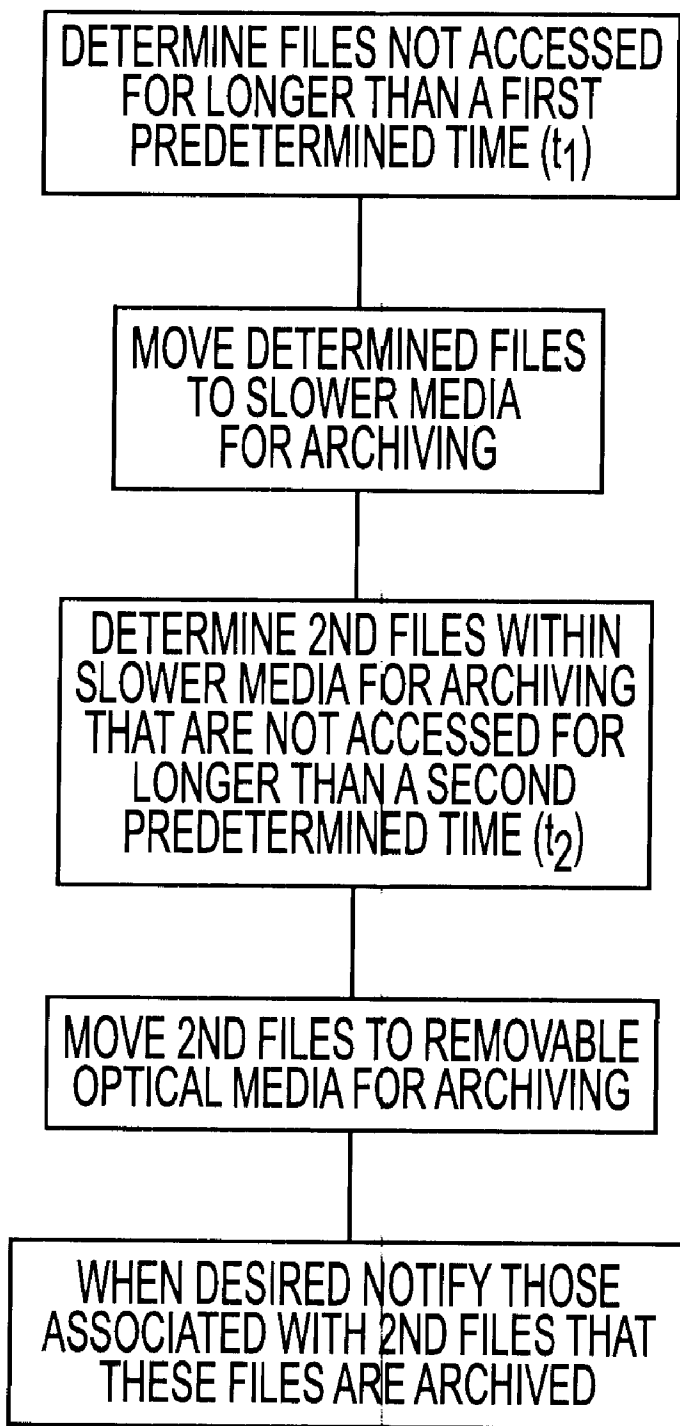 DETERMINE FILES NOT ACCESSED
FOR LONGER THAN A FIRST
PREDETERMINED TIME (t1)
MOVE DETERMINED FILES
TO SLOWER MEDIA
FOR ARCHIVING
DETERMINE 2ND FILES WITHIN
SLOWER MEDIA FOR ARCHIVING
THAT ARE NOT ACCESSED FOR
LONGER THAN A SECOND
PREDETERMINED TIME (t2)
MOVE 2ND FILES TO REMOVABLE
OPTICAL MEDIA FOR ARCHIVING
WHEN DESIRED NOTIFY THOSE
ASSOCIATED WITH 2ND FILES THAT
THESE FILES ARE ARCHIVED